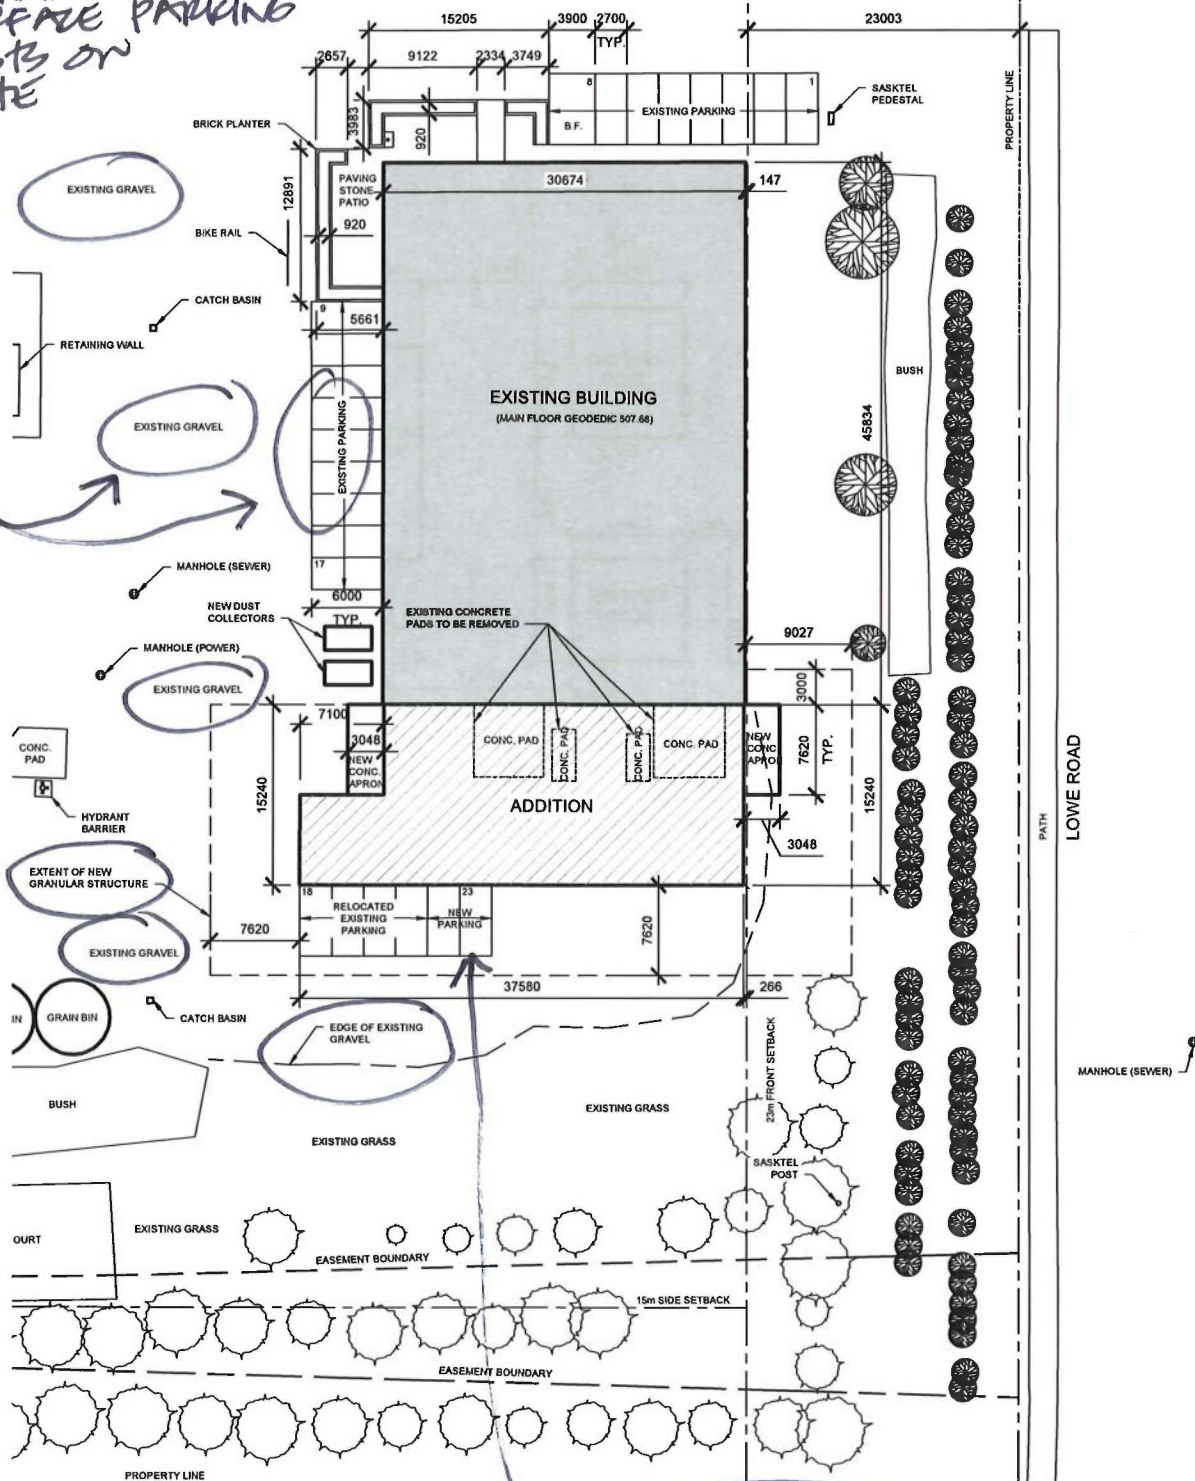 SURFACE PARKING
ON
15205
3900
2700
TYP.
23003
2657
9122
2334
3749
8
1
EXISTING PARKING
B.F.
SASKTEL
PEDESTAL
PROPERTY LINE
BRICK PLANTER
3983
920
EXISTING GRAVEL
12891
PAVING
STONE
PATIO
30674
147
920
BIKE RAIL
CATCH BASIN
9
5661
RETAINING WALL
BUSH
EXISTING BUILDING
(MAIN FLOOR GEODEDIC 507.68)
45834
EXISTING GRAVEL
EXISTING PARKING
17
MANHOLE (SEWER)
6000
TYP.
NEW DUST
COLLECTORS
EXISTING CONCRETE
PADS TO BE REMOVED
9027
MANHOLE (POWER)
EXISTING GRAVEL
3000
7100
3048
NEW
CONC.
APRON
CONC. PAD
CONC. PAD
CONC. PAD
CONC. PAD
NEW
CONC.
APRON
7620
TYP.
15240
15240
CONC.
PAD
ADDITION
LOWE ROAD
PATH
HYDRANT
BARRIER
3048
EXTENT OF NEW
GRANULAR STRUCTURE
18
23
RELOCATED
EXISTING
PARKING
NEW
PARKING
7620
7620
EXISTING GRAVEL
37580
266
IN
GRAIN BIN
CATCH BASIN
EDGE OF EXISTING
GRAVEL
23m FRONT SETBACK
MANHOLE (SEWER)
BUSH
EXISTING GRASS
EXISTING GRASS
SASKTEL
POST
OURT
EXISTING GRASS
EASEMENT BOUNDARY
15m SIDE SETBACK
EASEMENT BOUNDARY
PROPERTY LINE